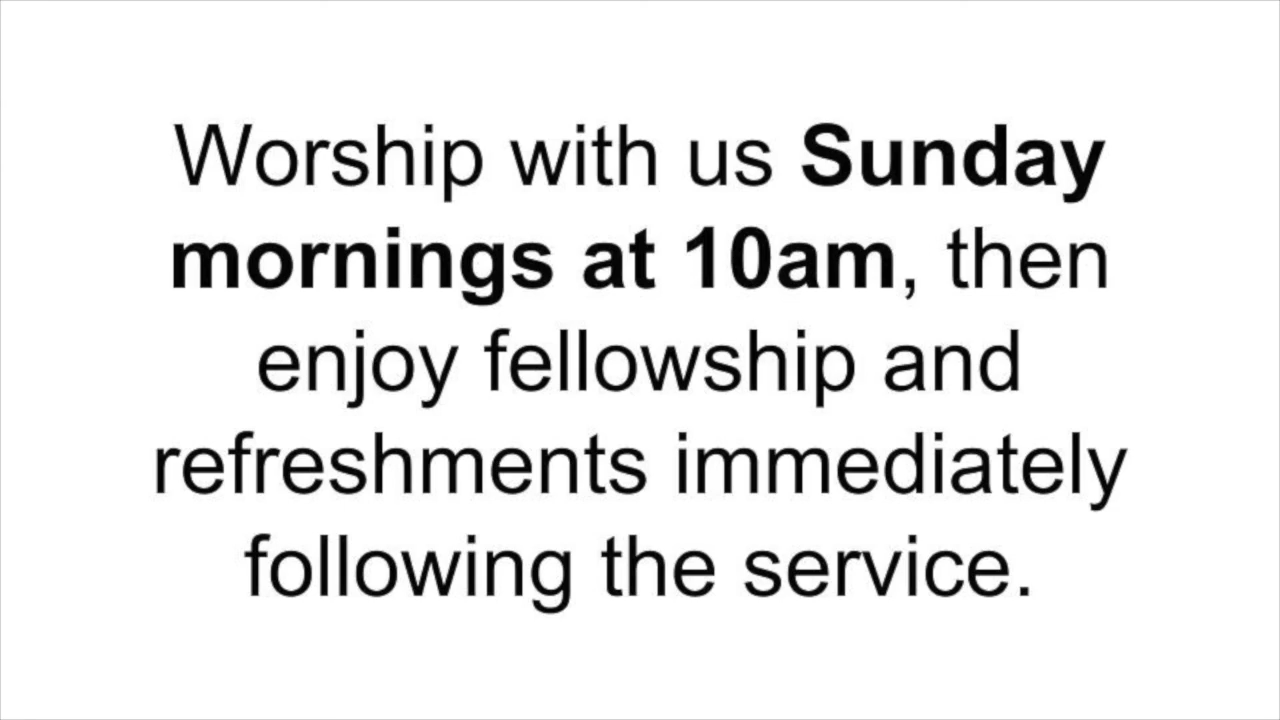 Worship with us Sunday
mornings at 10am, then
enjoy fellowship and
refreshments immediately
following the service.